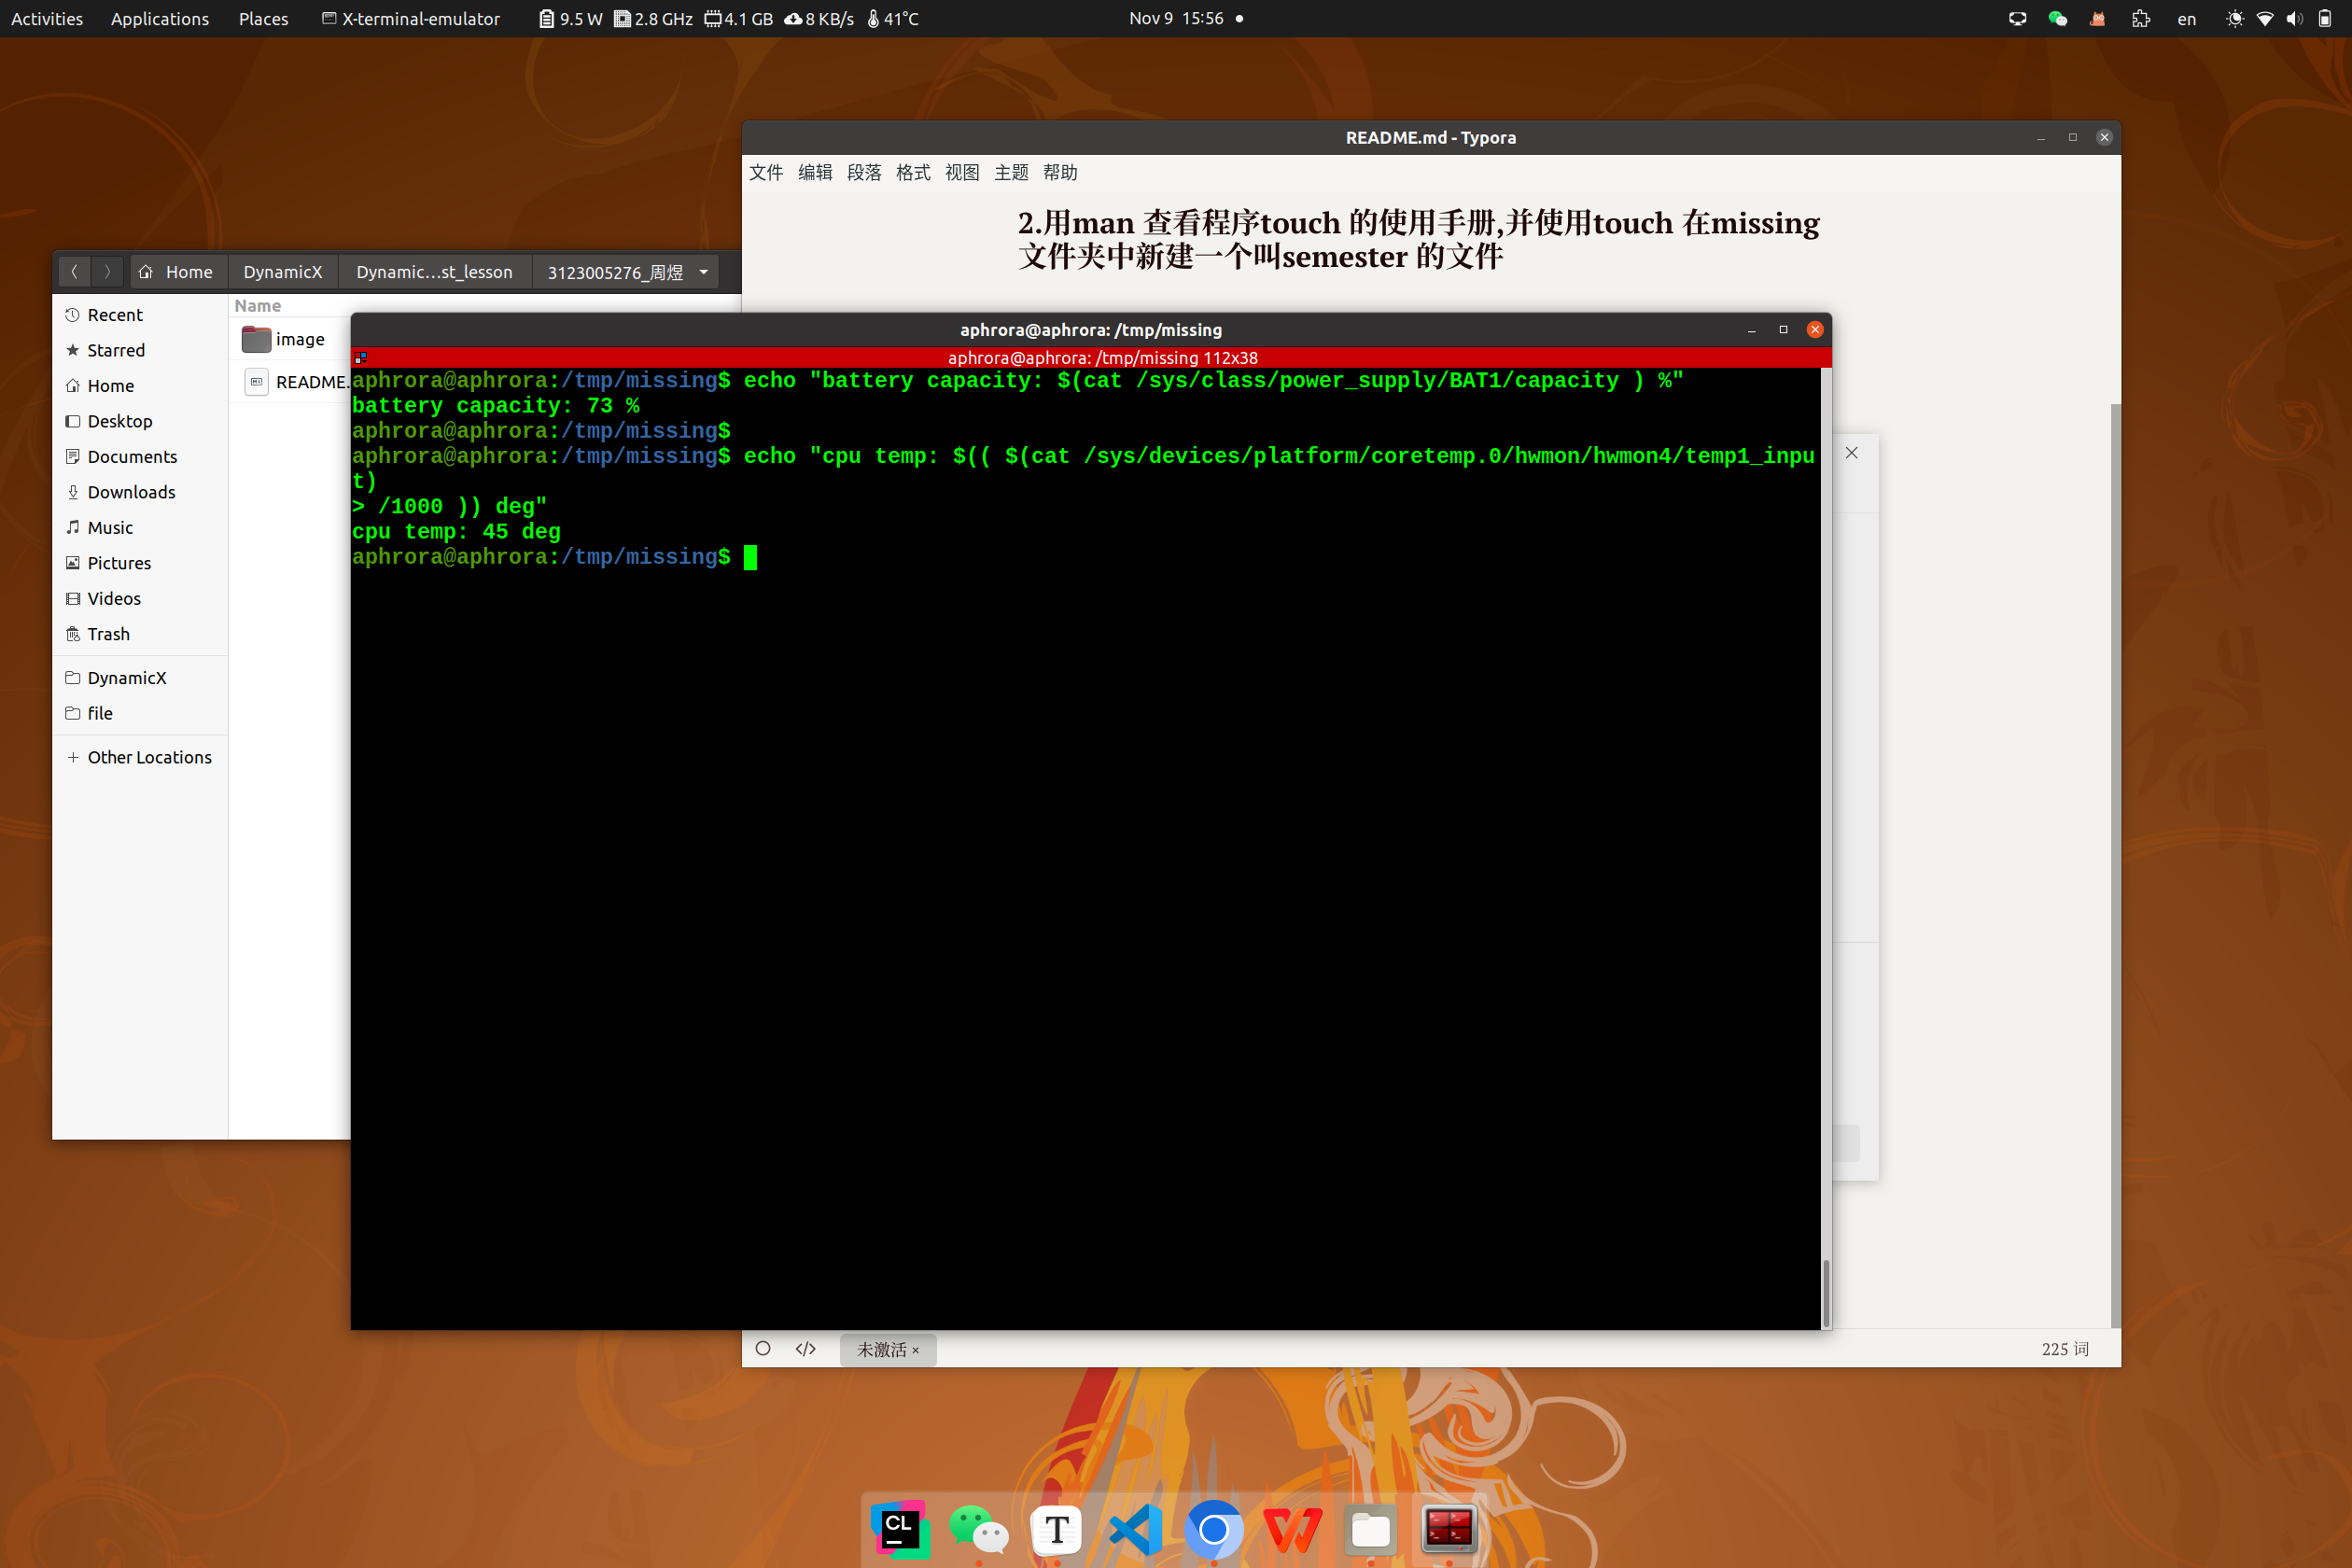 Activities Applications Places X-terminal-emulator 9.5 W 2.8 GHz 4.1 GB 8 KB/s 41°C Nov 9 15:56 en
README.md - Typora
文件 编辑 段落 格式 视图 主题 帮助
2.用man 查看程序touch 的使用手册,并使用touch 在missing
文件夹中新建一个叫semester 的文件
Home DynamicX Dynamic...st_lesson 3123005276_周煜
Name
Recent
Starred
Home
Desktop
Documents
Downloads
Music
Pictures
Videos
Trash
DynamicX
file
Other Locations
image
README.
aphrora@aphrora: /tmp/missing
aphrora@aphrora: /tmp/missing 112x38
aphrora@aphrora:/tmp/missing$ echo "battery capacity: $(cat /sys/class/power_supply/BAT1/capacity ) %"
battery capacity: 73 %
aphrora@aphrora:/tmp/missing$
aphrora@aphrora:/tmp/missing$ echo "cpu temp: $(( $(cat /sys/devices/platform/coretemp.0/hwmon/hwmon4/temp1_inpu
t)
> /1000 )) deg"
cpu temp: 45 deg
aphrora@aphrora:/tmp/missing$
</> 未激活 × 225 词
CL T